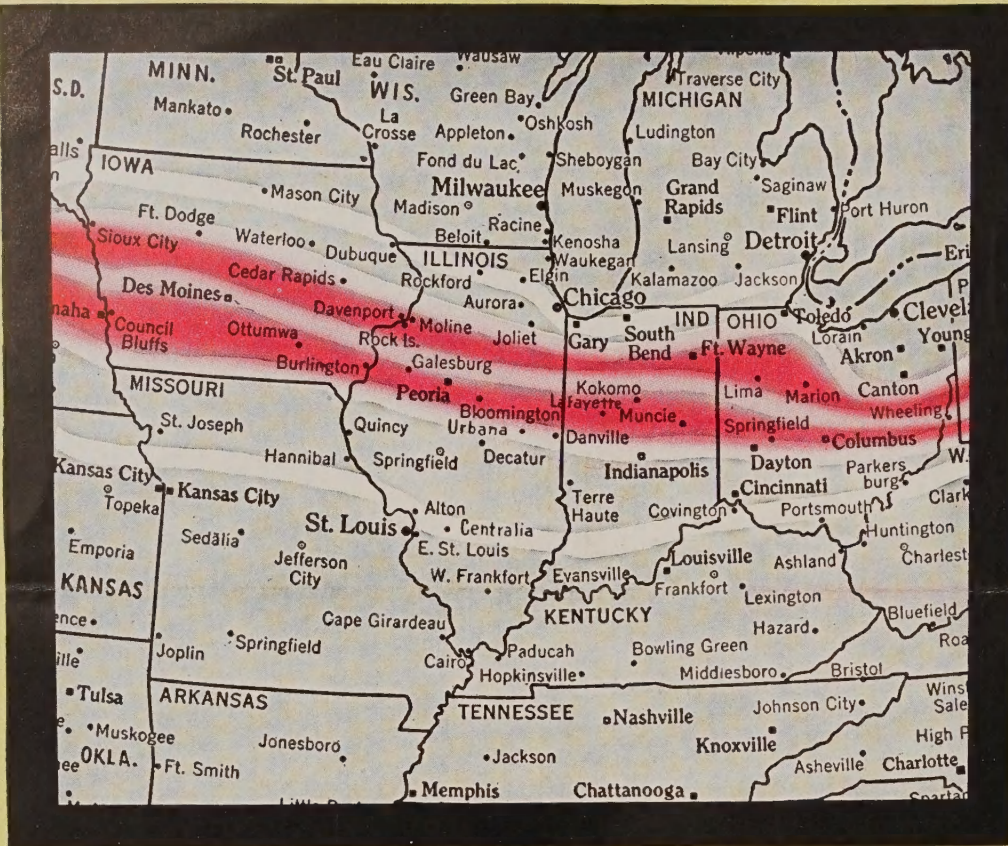 Eau Claire
Wausaw
MINN.
St. Paul
S.D.
WIS.
Green Bay
Traverse City
MICHIGAN
Mankato
Rochester
La
Crosse
Appleton
Oshkosh
Ludington
IOWA
Fond du Lac
Sheboygan
Bay City
Mason City
Milwaukee
Muskegon
Grand
Rapids
Saginaw
Madison
Flint
Port Huron
Ft. Dodge
Racine
Sioux City
Waterloo
Dubuque
Beloit
Kenosha
Lansing
Detroit
ILLINOIS
Waukegan
Cedar Rapids
Rockford
Elgin
Kalamazoo
Jackson
Des Moines
Aurora
Chicago
Davenport
Moline
IND
OHIO
Toledo
Council
Bluffs
Ottumwa
Rock Is.
Joliet
Gary
South
Bend
Ft. Wayne
Lorain
Akron
Burlington
Galesburg
MISSOURI
Peoria
Kokomo
Lima
Marion
Canton
Lafayette
Bloomington
Muncie
Wheeling
St. Joseph
Quincy
Urbana
Danville
Springfield
Columbus
Hannibal
Springfield
Decatur
Indianapolis
Dayton
Parkers
burg
W.
Kansas City
Topeka
Kansas City
Terre
Haute
Cincinnati
Alton
Covington
Portsmouth
St. Louis
Centralia
Huntington
Emporia
Sedalia
Jefferson
City
E. St. Louis
Louisville
Ashland
KANSAS
W. Frankfort
Evansville
Frankfort
Lexington
KENTUCKY
Bluefield
Cape Girardeau
Hazard
Joplin
Springfield
Cairo
Paducah
Bowling Green
Hopkinsville
Middlesboro
Bristol
Tulsa
ARKANSAS
TENNESSEE
Nashville
Johnson City
Muskogee
Jonesboro
Knoxville
OKLA.
Ft. Smith
Jackson
Asheville
Charlotte
Memphis
Chattanooga